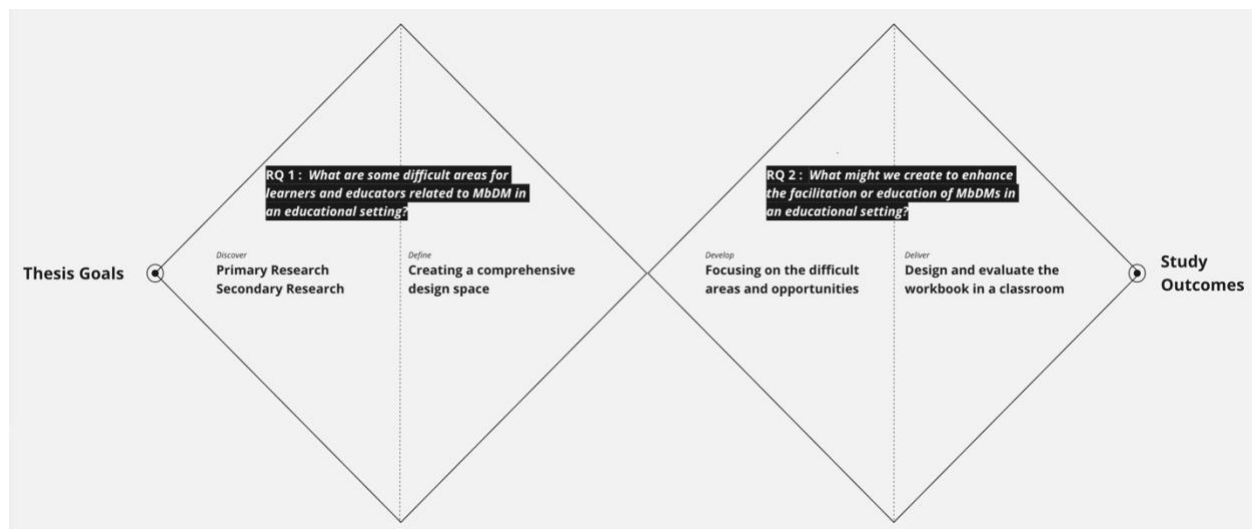 RQ 1 : What are some difficult areas for
learners and educators related to MbDM in
an educational setting?
RQ 2 : What might we create to enhance
the facilitation or education of MbDMs in
an educational setting?
Thesis Goals
Discover
Primary Research
Secondary Research
Define
Creating a comprehensive
design space
Develop
Focusing on the difficult
areas and opportunities
Deliver
Design and evaluate the
workbook in a classroom
Study
Outcomes